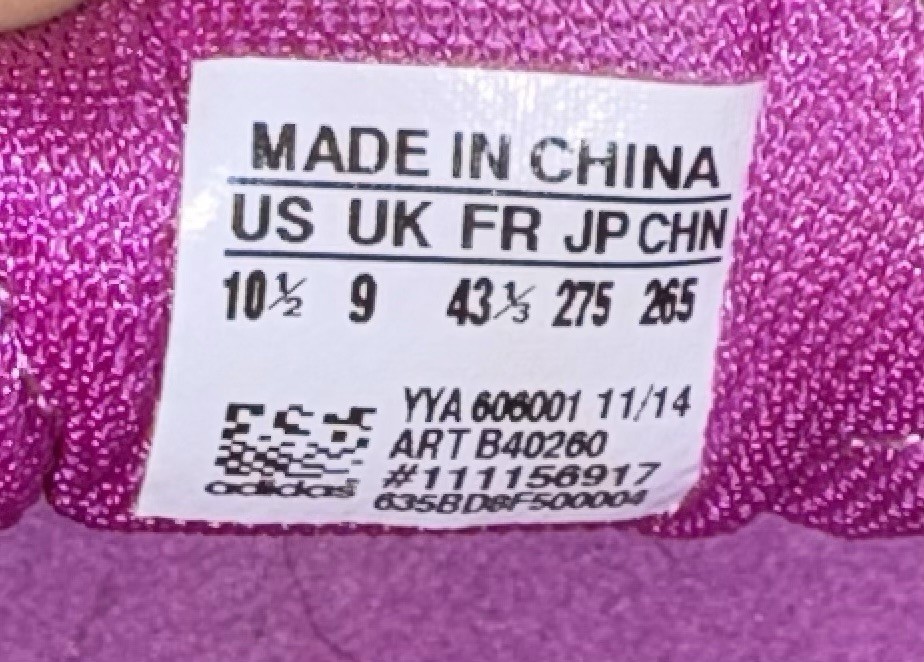 MADE IN CHINA
US UK FR JP CHN
10½ 9 43⅓ 275 265
YYA 606001 11/14
ART B40260
#111156917
635BD8F500004
adidas